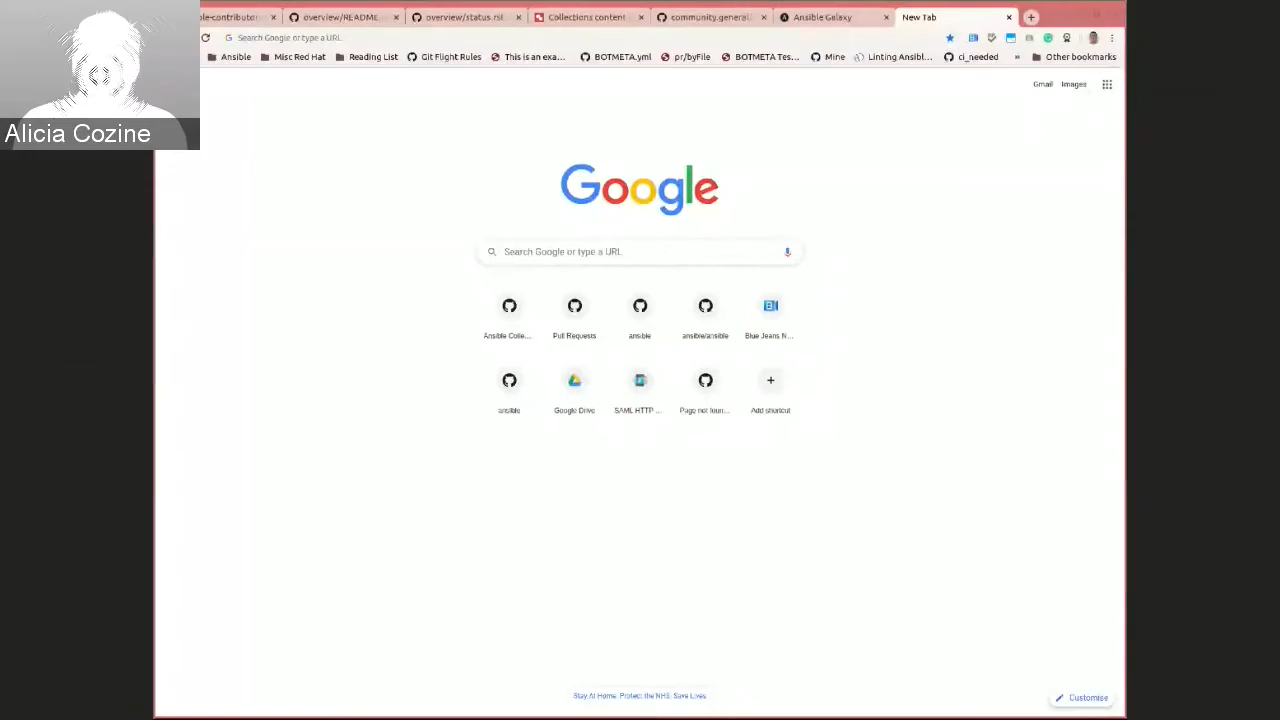 Alicia Cozine
ble-contributor
overview/README
overview/status.rst
Collections content
community.general
Ansible Galaxy
New Tab
Search Google or type a URL
Ansible
Misc Red Hat
Reading List
Git Flight Rules
This is an exa...
BOTMETA.yml
pr/byFile
BOTMETA Tes...
Mine
Linting Ansibl...
ci_needed
»
Other bookmarks
Gmail
Images
Google
Search Google or type a URL
Ansible Colle...
Pull Requests
ansible
ansible/ansible
Blue Jeans N...
ansible
Google Drive
SAML HTTP ...
Page not foun...
Add shortcut
Stay At Home. Protect the NHS. Save Lives
Customise